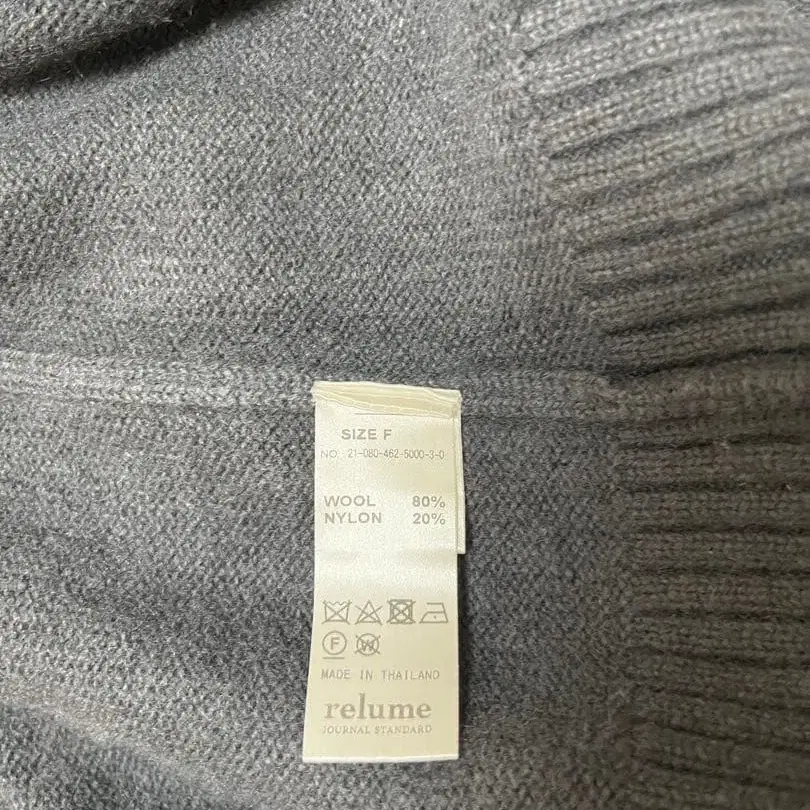 SIZE F
NO. 21-080-462-5000-3-0
WOOL 80%
NYLON 20%
F
W
MADE IN THAILAND
relume
JOURNAL STANDARD